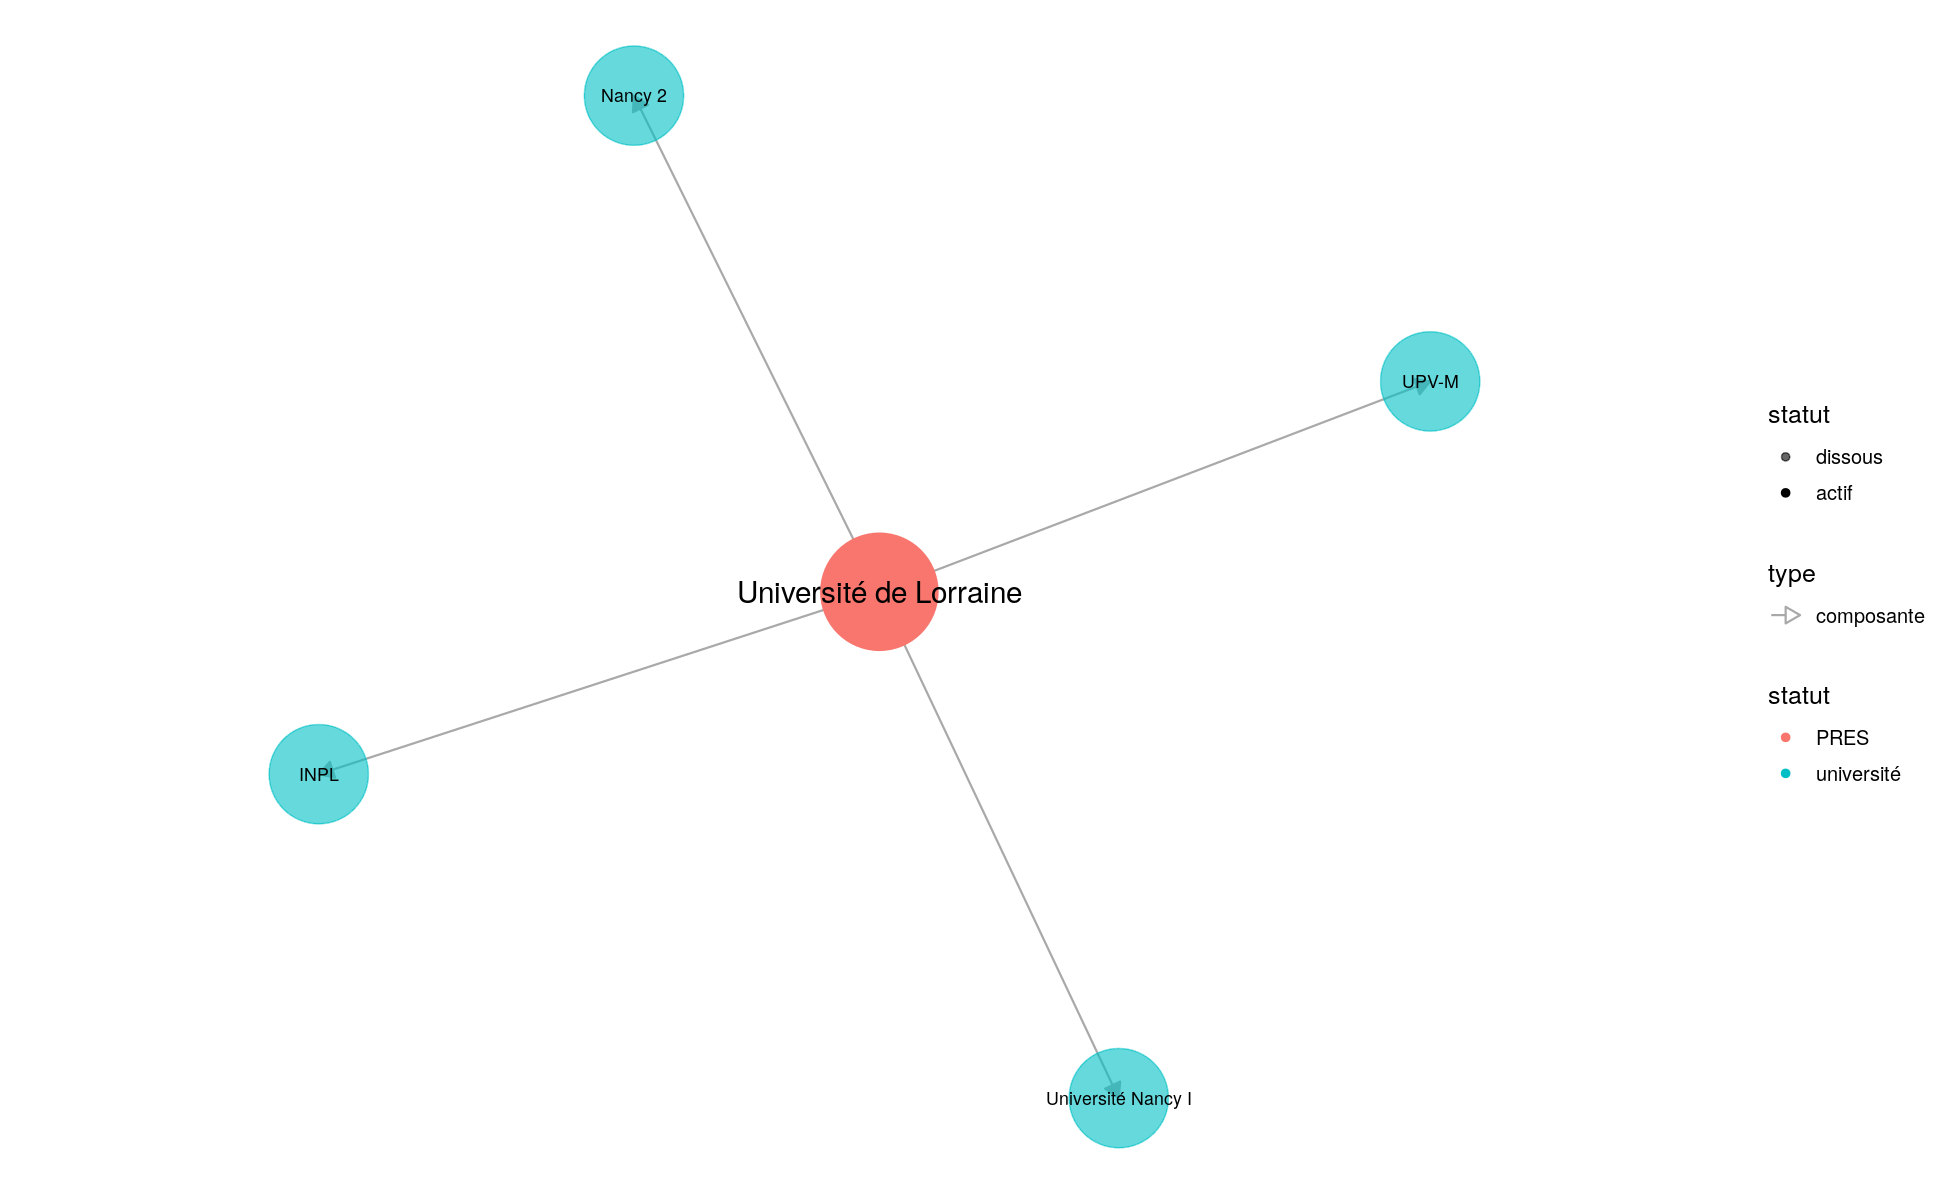 Nancy 2
UPV-M
Université de Lorraine
INPL
Université Nancy I
statut
dissous
actif
type
composante
statut
PRES
université